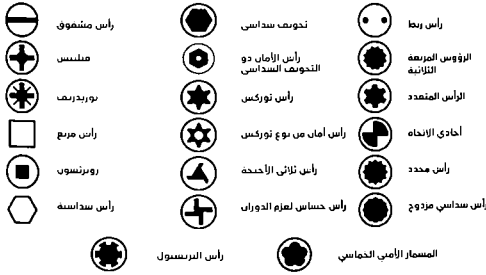 رأس ربط
تجويف سداسي
رأس مشقوق
الرؤوس المربعة الثلاثية
رأس الأمان ذو التجويف السداسي
فيليبس
الرأس المتعدد
رأس توركس
بوزيدريف
أحادي الاتجاه
رأس أمان من نوع توركس
رأس مربع
رأس محدد
رأس ثلاثي الأجنحة
روبرتسون
رأس سداسي مزدوج
رأس حساس لعزم الدوران
رأس سداسية
المسمار الأمني الخماسي
رأس البريستول